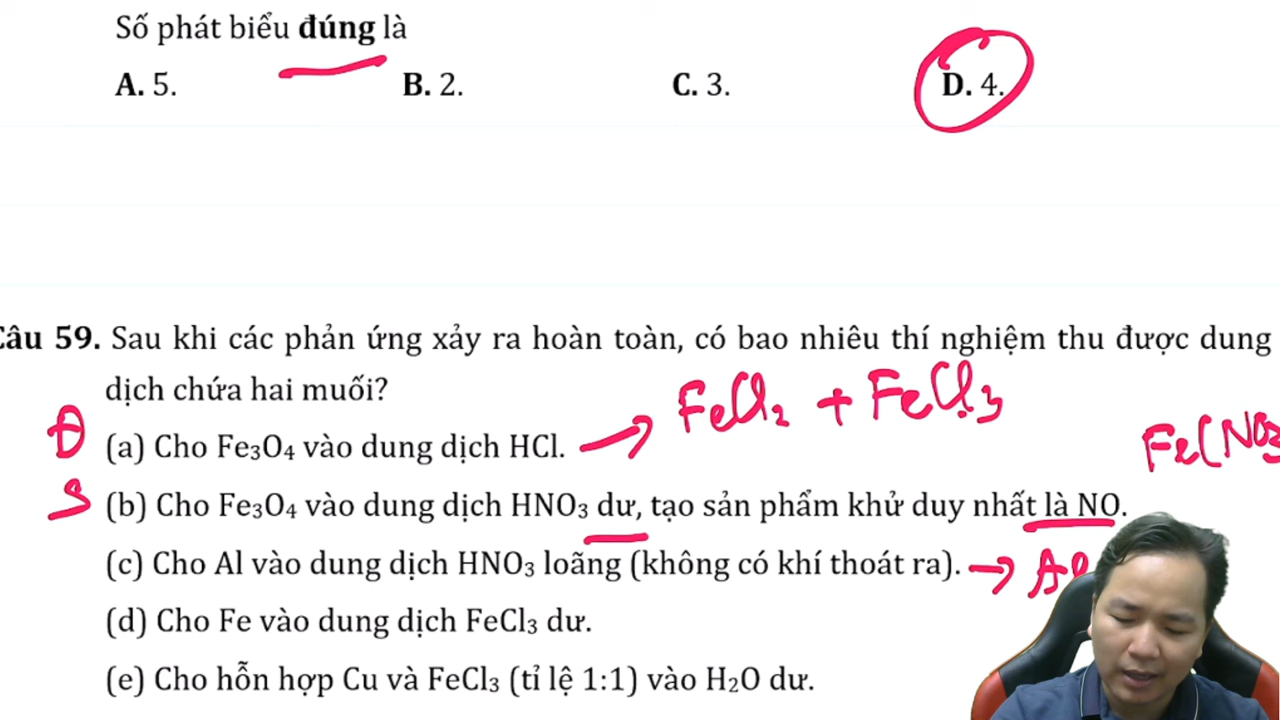 Số phát biểu đúng là
A. 5. B. 2. C. 3. D. 4.
Câu 59. Sau khi các phản ứng xảy ra hoàn toàn, có bao nhiêu thí nghiệm thu được dung
dịch chứa hai muối?
Đ (a) Cho Fe₃O₄ vào dung dịch HCl. → FeCl₂ + FeCl₃
Fe(NO₃
S (b) Cho Fe₃O₄ vào dung dịch HNO₃ dư, tạo sản phẩm khử duy nhất là NO.
(c) Cho Al vào dung dịch HNO₃ loãng (không có khí thoát ra). → Al
(d) Cho Fe vào dung dịch FeCl₃ dư.
(e) Cho hỗn hợp Cu và FeCl₃ (tỉ lệ 1:1) vào H₂O dư.